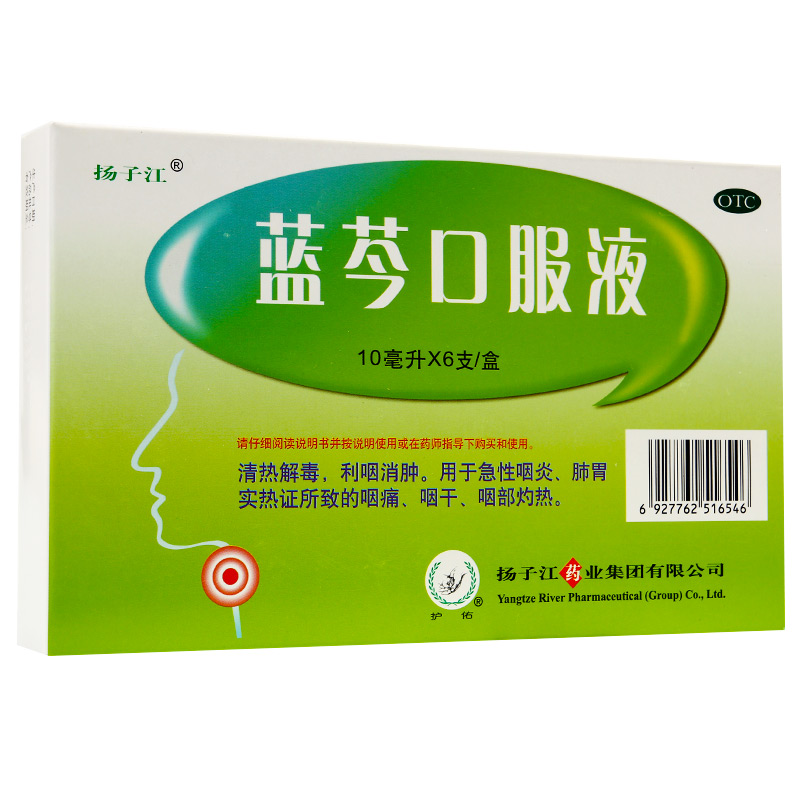 扬子江®
OTC
蓝芩口服液
10毫升X6支/盒
请仔细阅读说明书并按说明使用或在药师指导下购买和使用。
清热解毒，利咽消肿。用于急性咽炎、肺胃
实热证所致的咽痛、咽干、咽部灼热。
6 927762 516546
护佑®
扬子江药业集团有限公司
Yangtze River Pharmaceutical (Group) Co., Ltd.